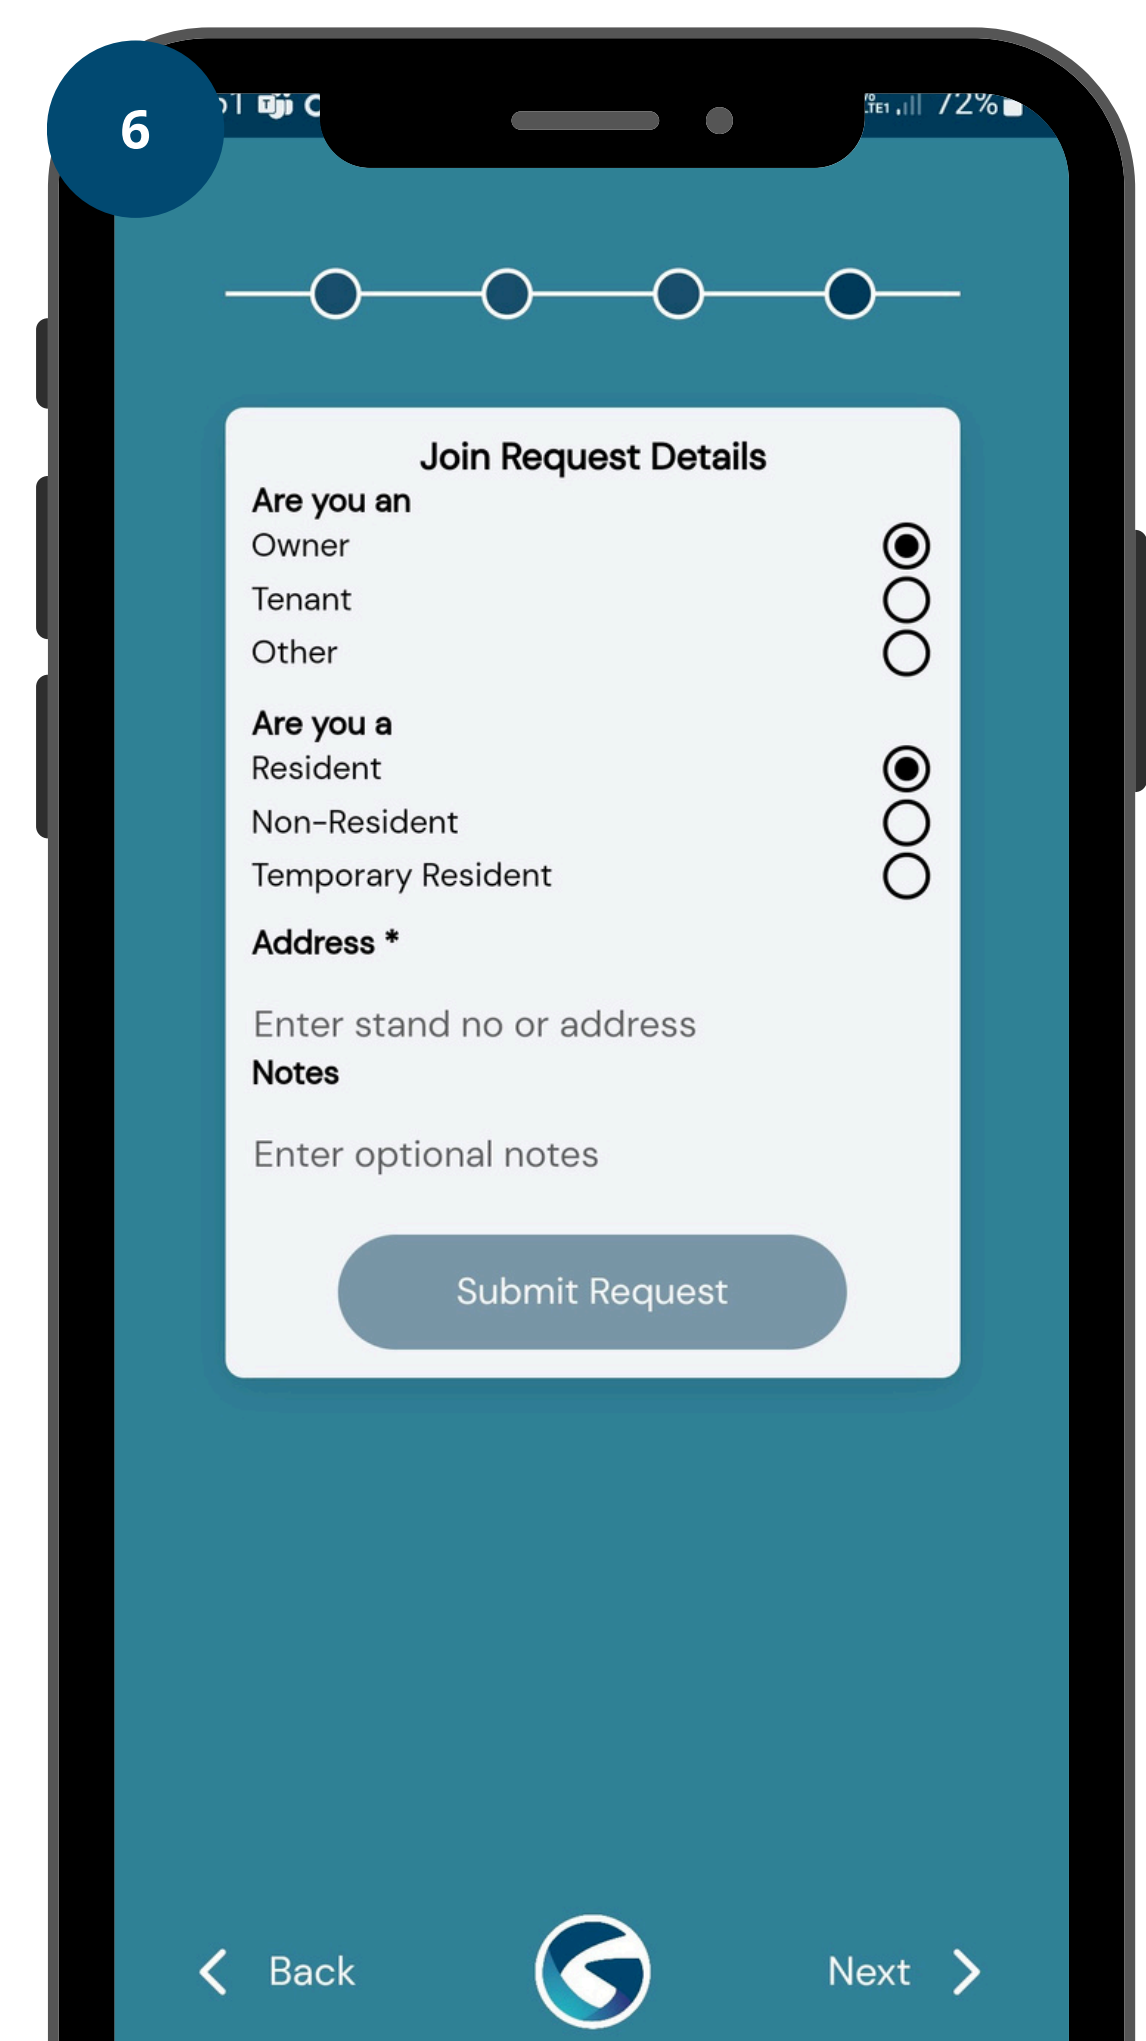 6
72%
Join Request Details
Are you an
Owner
Tenant
Other
Are you a
Resident
Non-Resident
Temporary Resident
Address *
Enter stand no or address
Notes
Enter optional notes
Submit Request
Back
Next